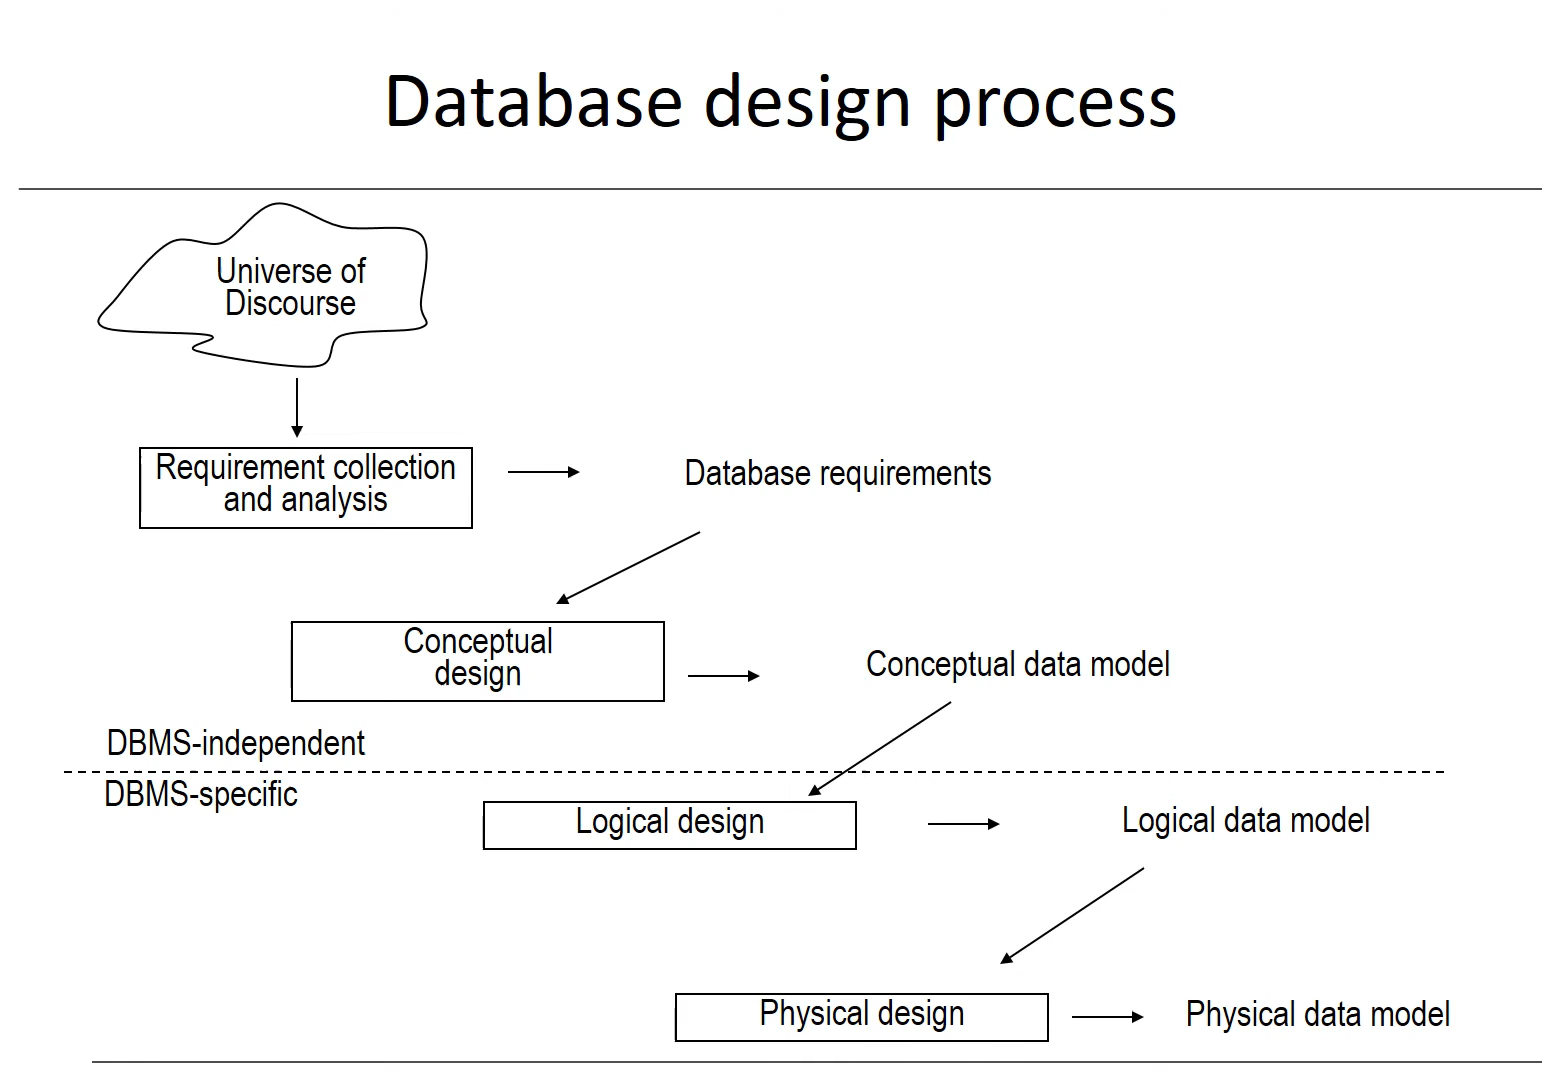 Database design process
Universe of
Discourse
Requirement collection
and analysis
Database requirements
Conceptual
design
Conceptual data model
DBMS-independent
DBMS-specific
Logical design
Logical data model
Physical design
Physical data model